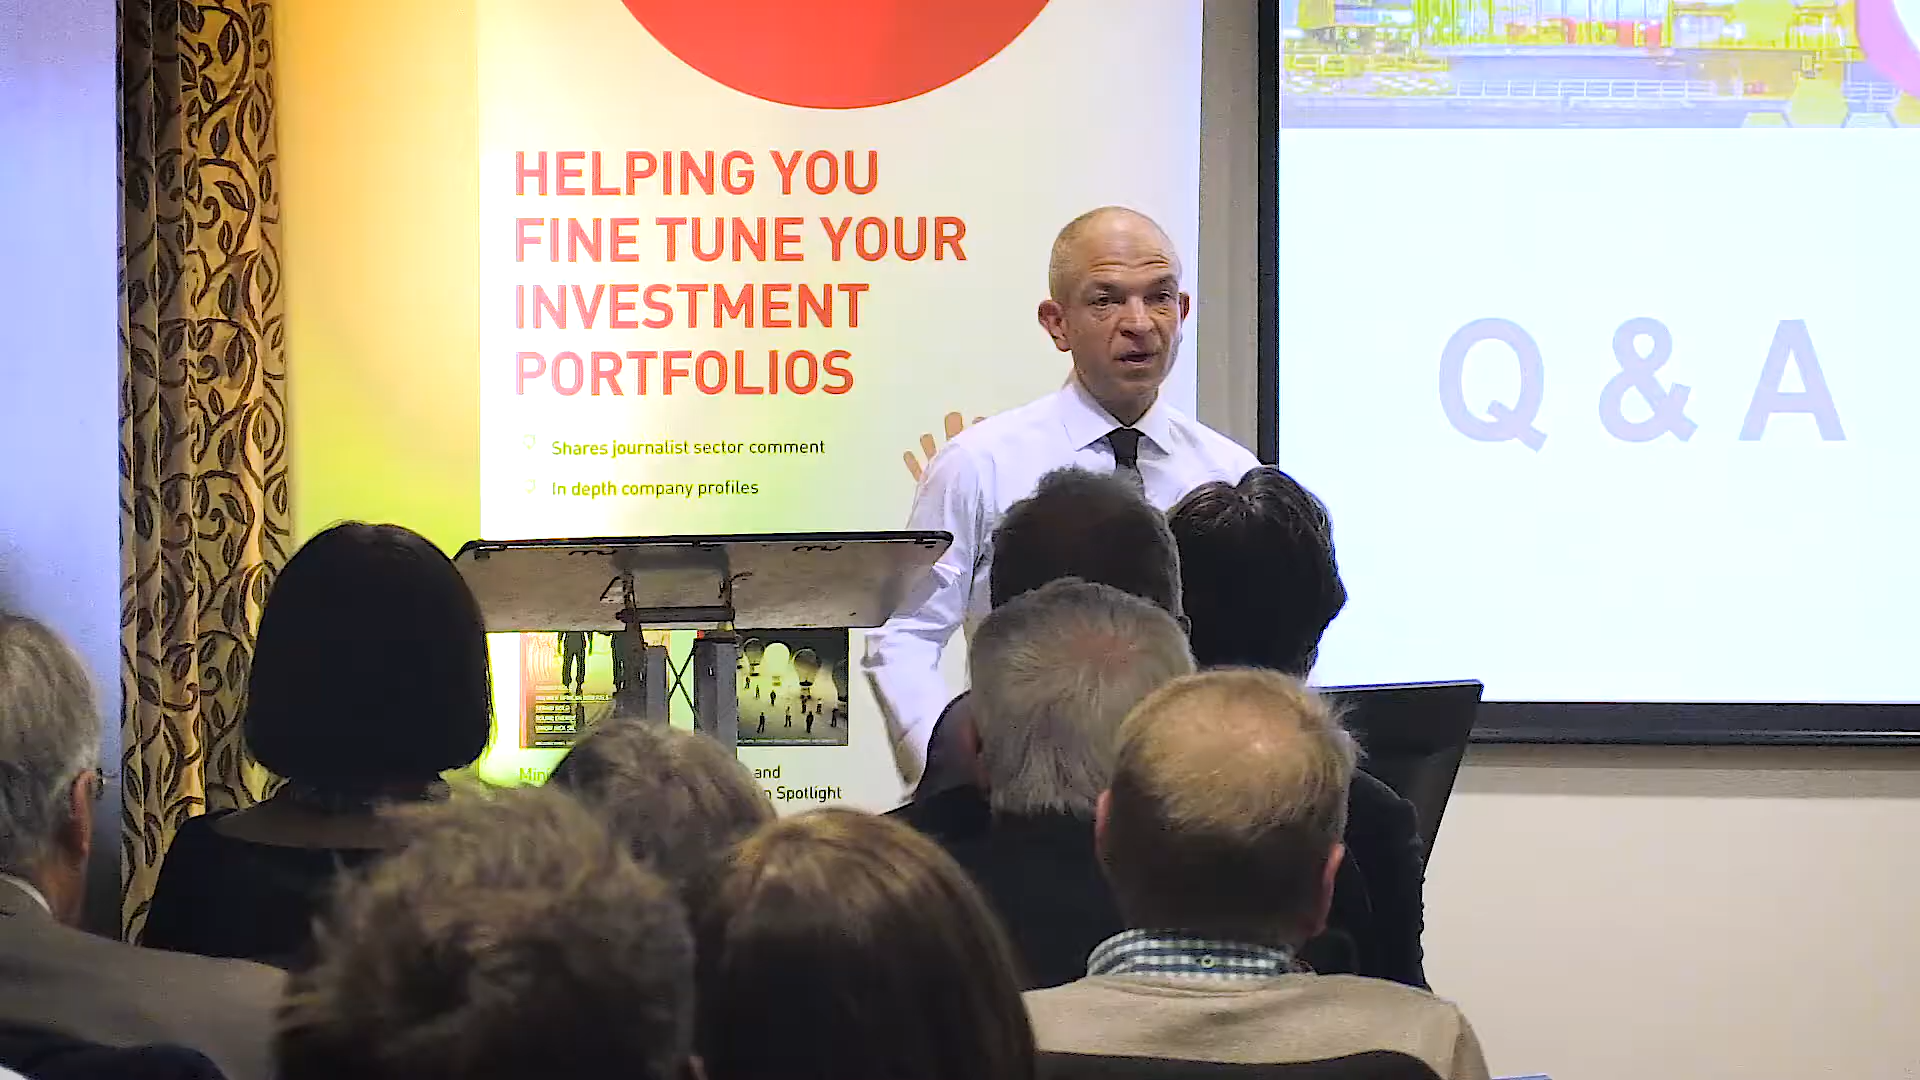 HELPING YOU
FINE TUNE YOUR
INVESTMENT
PORTFOLIOS
Shares journalist sector comment
In depth company profiles
and
Spotlight
Q & A